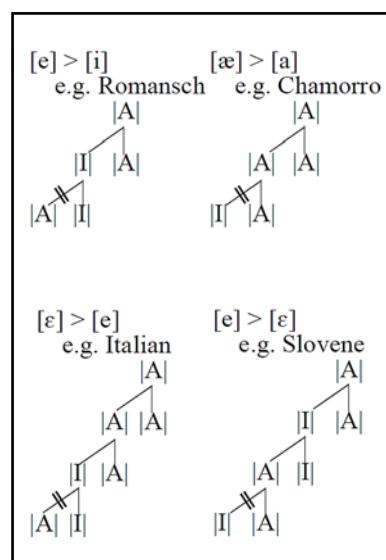 [e] > [i]
e.g. Romansch
|A|
|I| |A|
|A| |I|
[æ] > [a]
e.g. Chamorro
|A|
|A| |A|
|I| |A|
[ɛ] > [e]
e.g. Italian
|A|
|A| |A|
|I| |A|
|A| |I|
[e] > [ɛ]
e.g. Slovene
|A|
|I| |A|
|A| |I|
|I| |A|